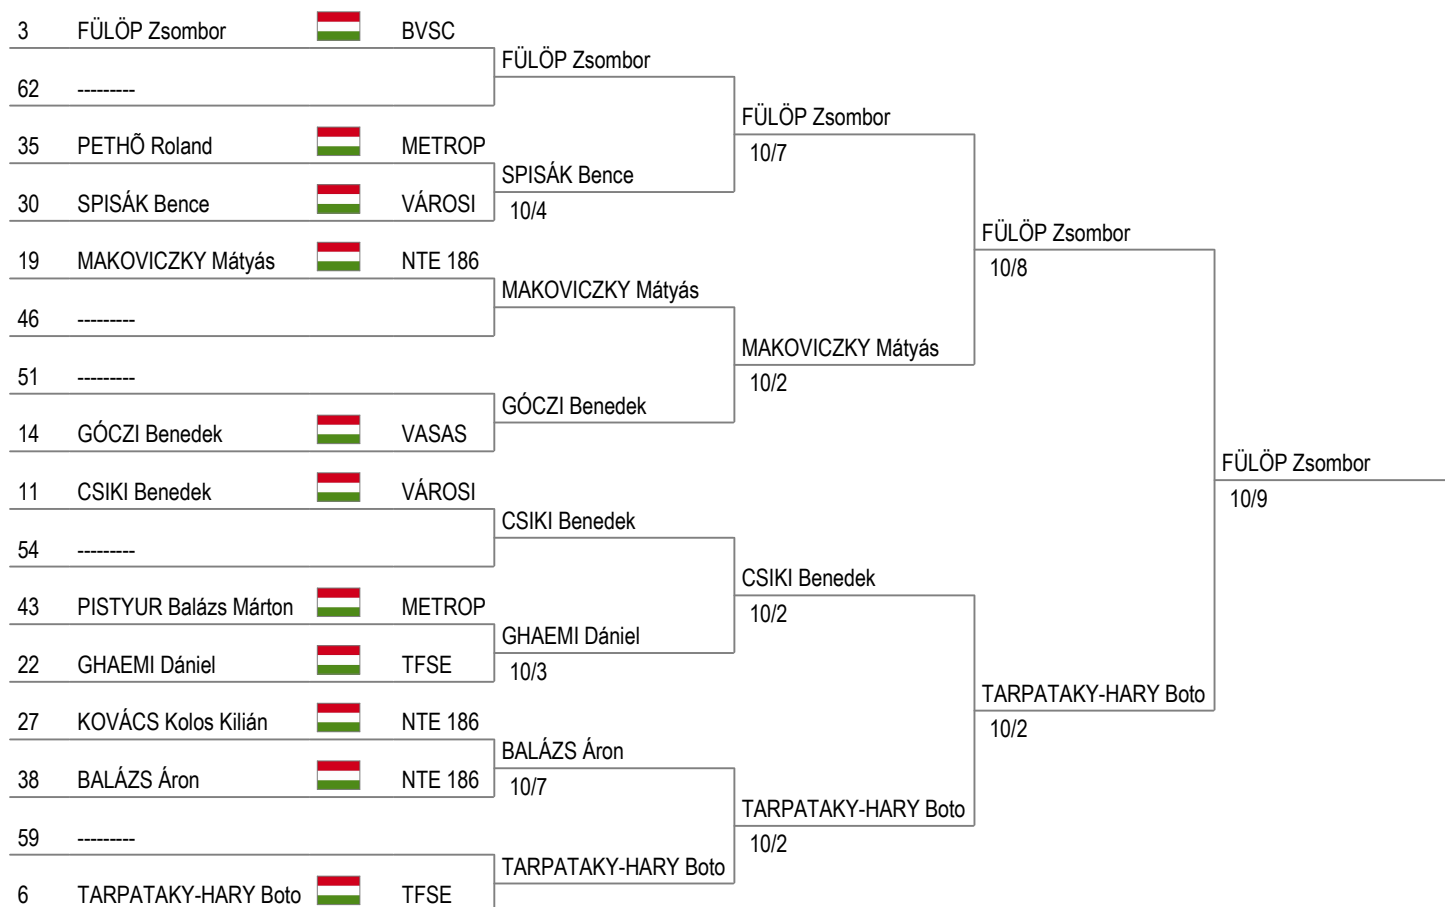 3 FÜLÖP Zsombor BVSC
FÜLÖP Zsombor
62 ---------
FÜLÖP Zsombor
35 PETHÕ Roland METROP
10/7
SPISÁK Bence
30 SPISÁK Bence VÁROSI
10/4
FÜLÖP Zsombor
19 MAKOVICZKY Mátyás NTE 186
10/8
MAKOVICZKY Mátyás
46 ---------
MAKOVICZKY Mátyás
51 ---------
10/2
GÓCZI Benedek
14 GÓCZI Benedek VASAS
FÜLÖP Zsombor
11 CSIKI Benedek VÁROSI
10/9
CSIKI Benedek
54 ---------
CSIKI Benedek
43 PISTYUR Balázs Márton METROP
10/2
GHAEMI Dániel
22 GHAEMI Dániel TFSE
10/3
TARPATAKY-HARY Boto
27 KOVÁCS Kolos Kilián NTE 186
10/2
BALÁZS Áron
38 BALÁZS Áron NTE 186
10/7
TARPATAKY-HARY Boto
59 ---------
10/2
TARPATAKY-HARY Boto
6 TARPATAKY-HARY Boto TFSE